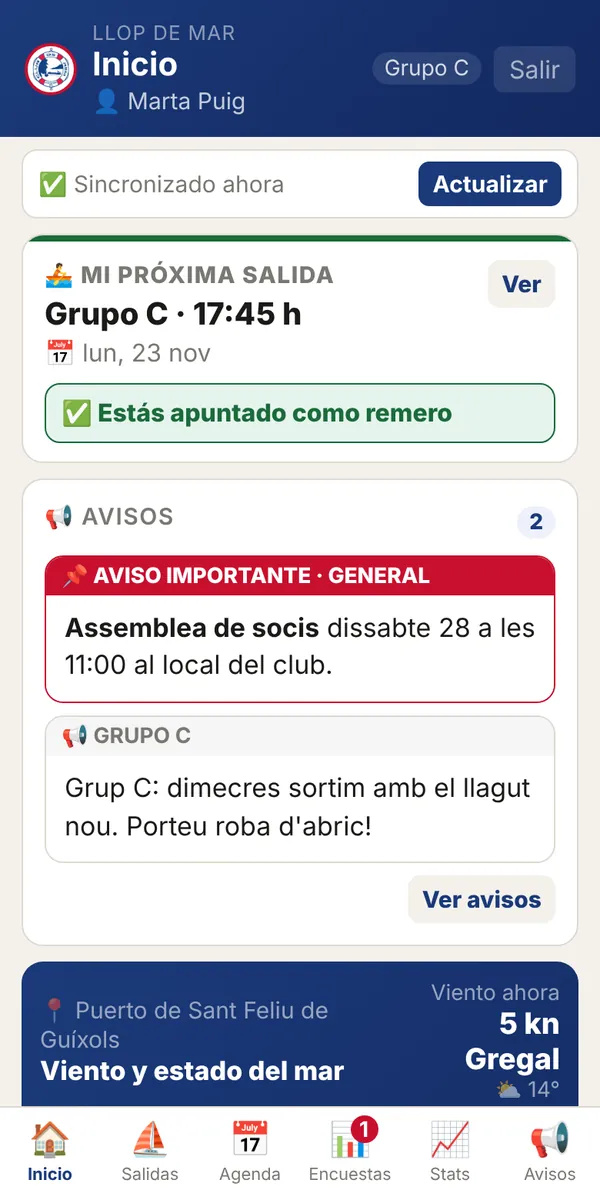 LLOP DE MAR
Inicio
👤 Marta Puig
Grupo C
Salir
✅ Sincronizado ahora
Actualizar
🚣 MI PRÓXIMA SALIDA
Ver
Grupo C · 17:45 h
📅 lun, 23 nov
✅ Estás apuntado como remero
📢 AVISOS
2
📌 AVISO IMPORTANTE · GENERAL
Assemblea de socis dissabte 28 a les
11:00 al local del club.
📢 GRUPO C
Grup C: dimecres sortim amb el llagut
nou. Porteu roba d'abric!
Ver avisos
📍 Puerto de Sant Feliu de
Guíxols
Viento y estado del mar
Viento ahora
5 kn
Gregal
⛅ 14°
1
Inicio
Salidas
Agenda
Encuestas
Stats
Avisos